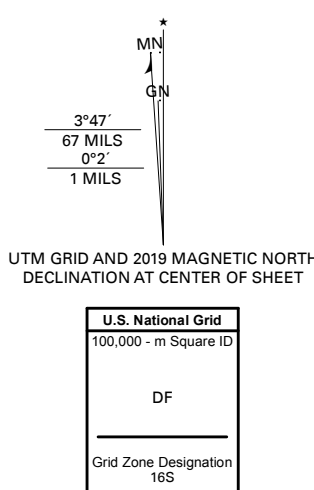 MN
GN
3°47´
67 MILS
0°2´
1 MILS
UTM GRID AND 2019 MAGNETIC NORTH
DECLINATION AT CENTER OF SHEET
U.S. National Grid
100,000 - m Square ID
DF
Grid Zone Designation
16S